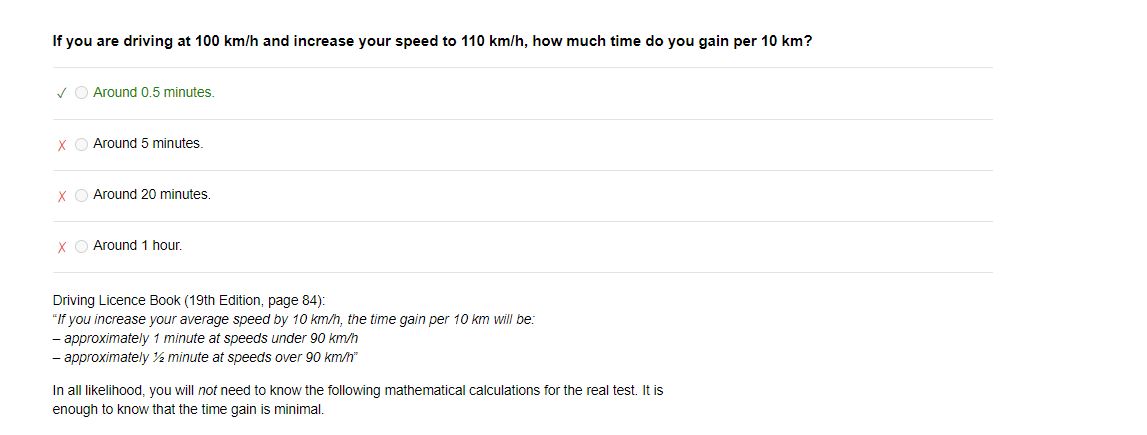 If you are driving at 100 km/h and increase your speed to 110 km/h, how much time do you gain per 10 km?
✓ Around 0.5 minutes.
X Around 5 minutes.
X Around 20 minutes.
X Around 1 hour.
Driving Licence Book (19th Edition, page 84):
“If you increase your average speed by 10 km/h, the time gain per 10 km will be:
– approximately 1 minute at speeds under 90 km/h
– approximately ½ minute at speeds over 90 km/h”
In all likelihood, you will not need to know the following mathematical calculations for the real test. It is
enough to know that the time gain is minimal.